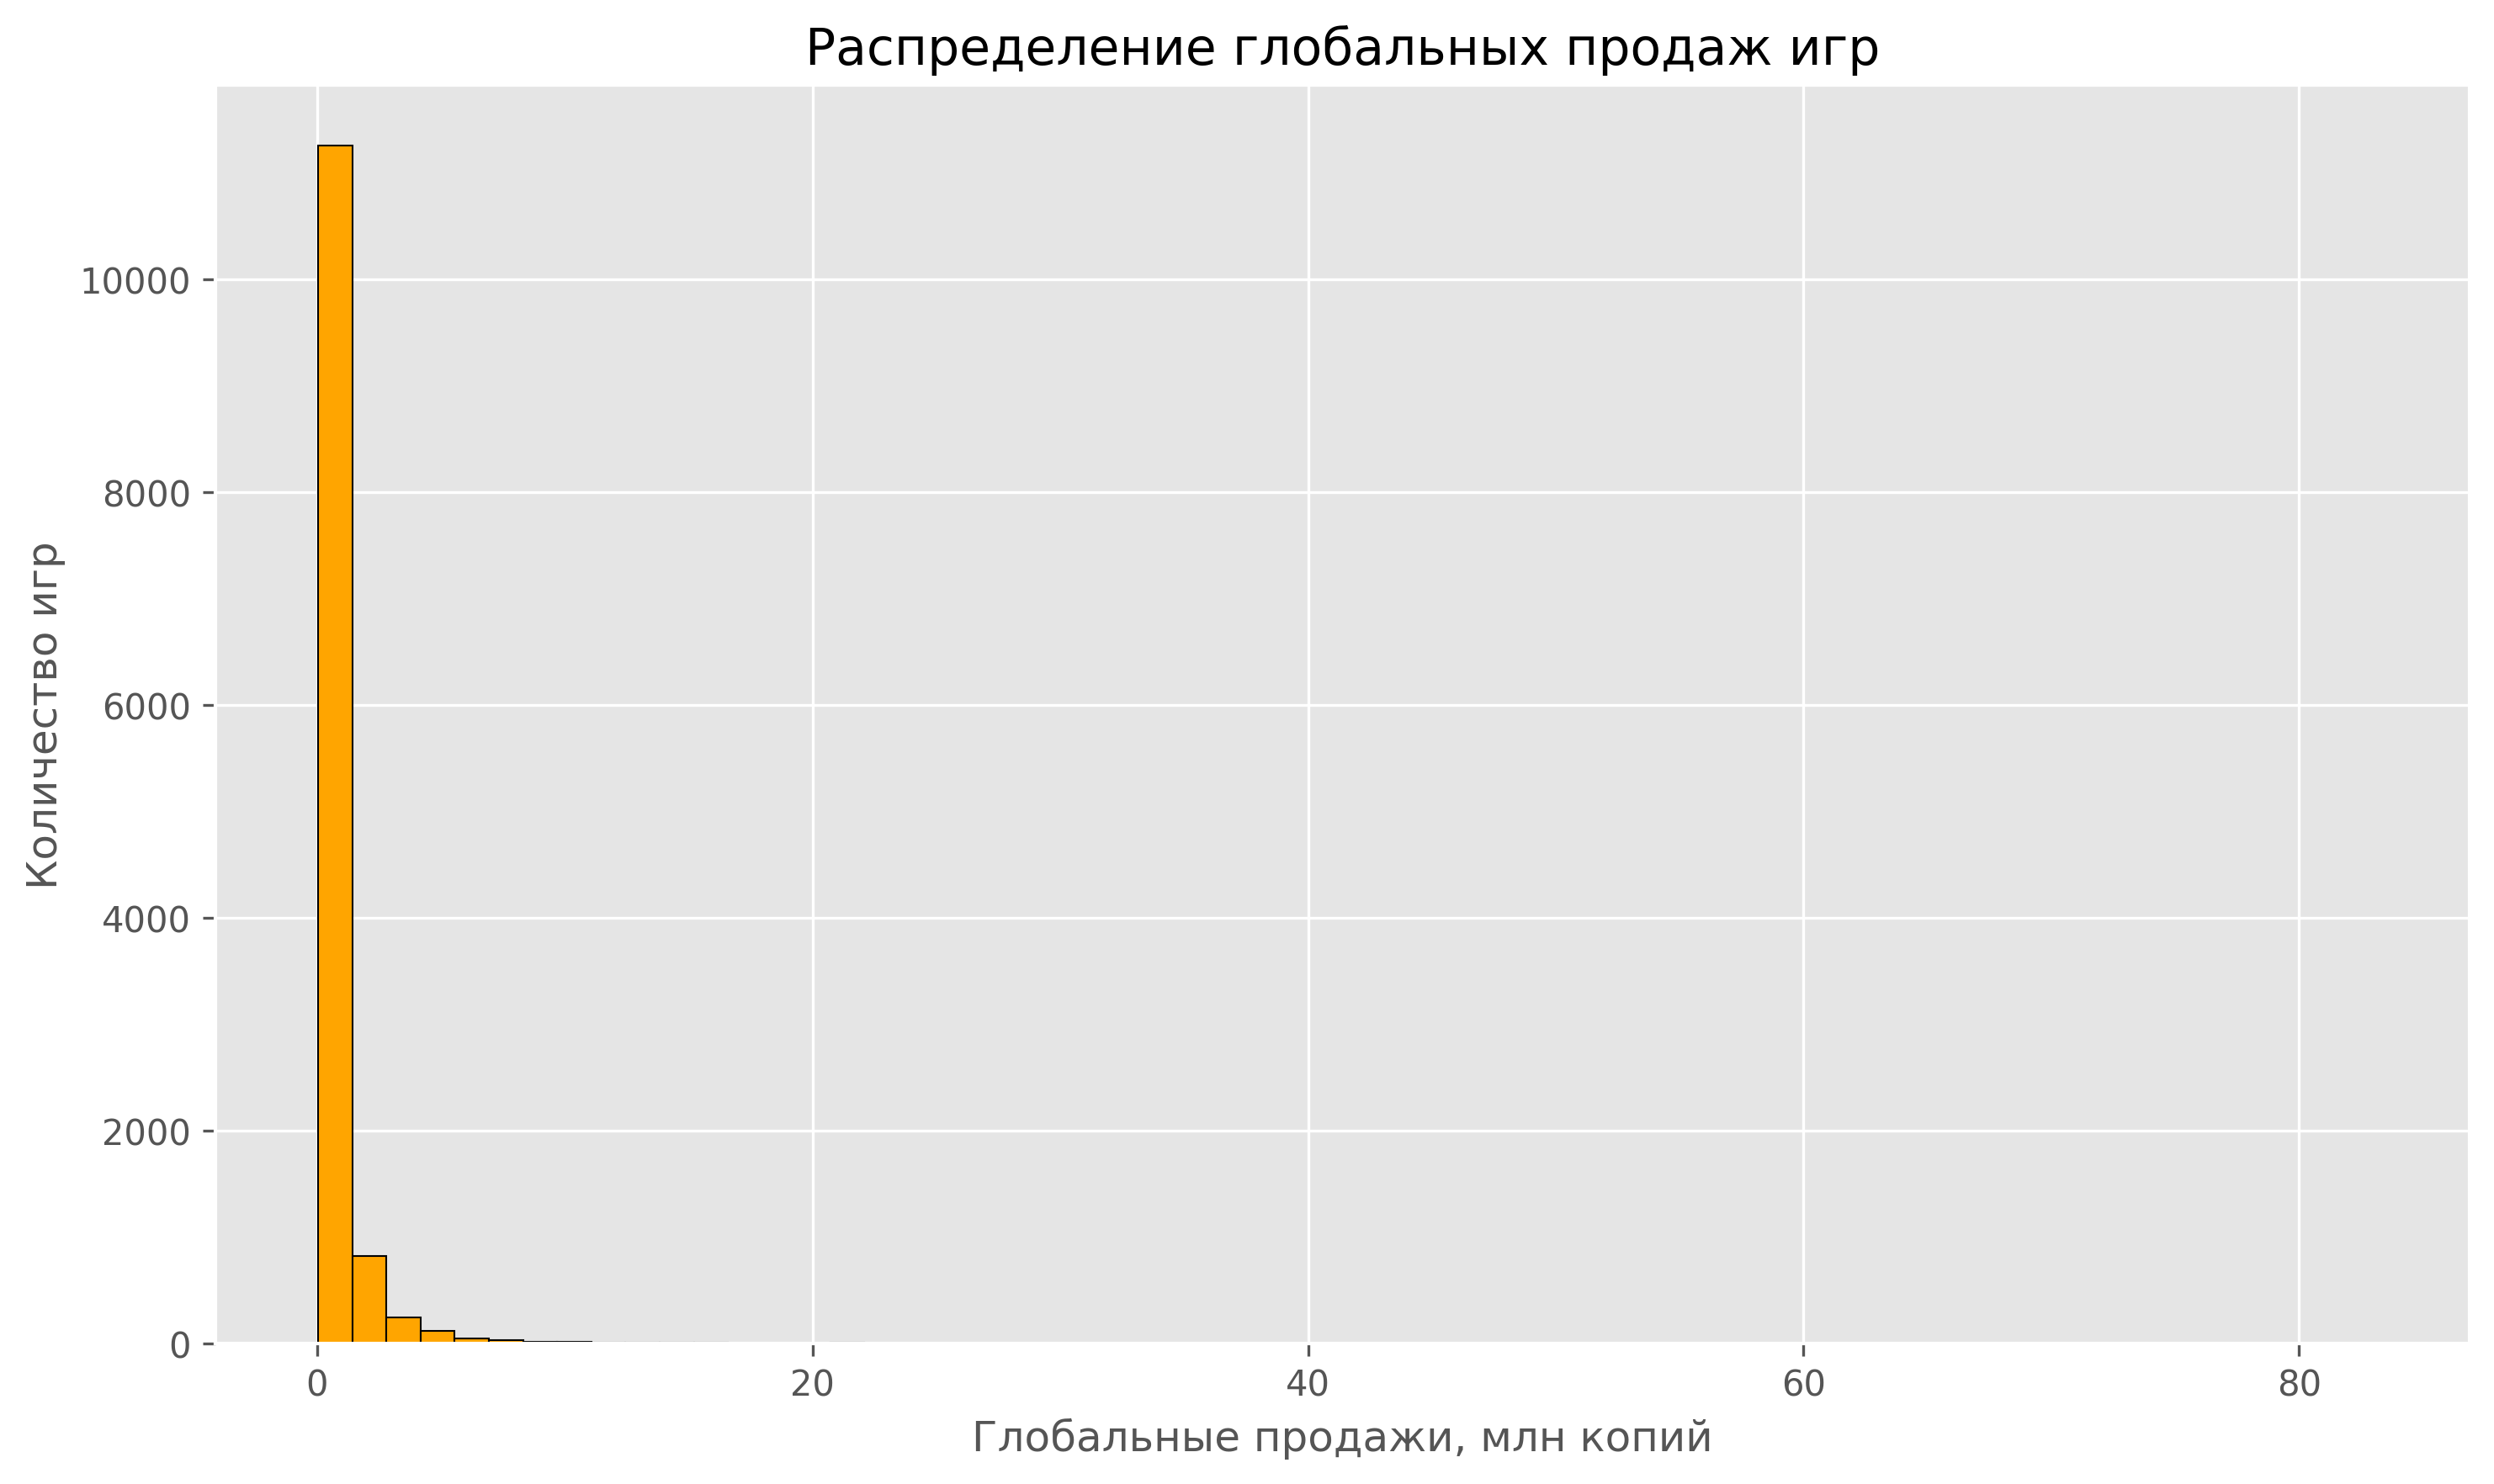 Распределение глобальных продаж игр
Количество игр
10000
8000
6000
4000
2000
0
0 20 40 60 80
Глобальные продажи, млн копий